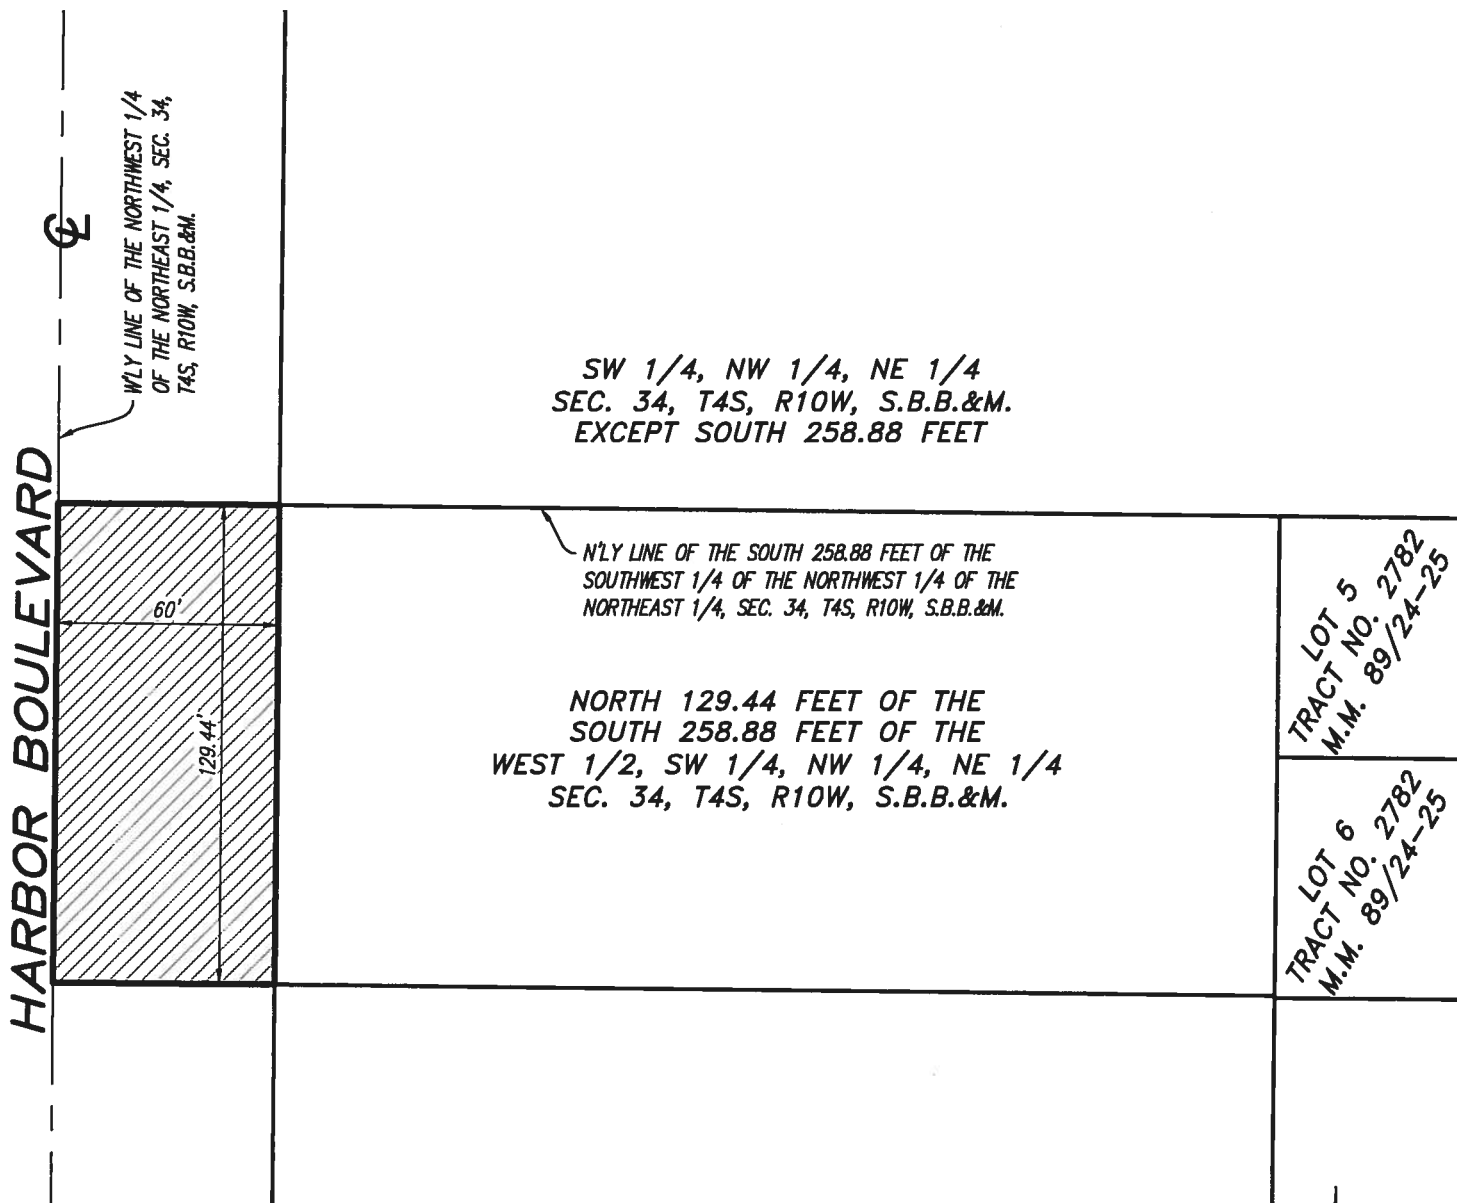 W'LY LINE OF THE NORTHWEST 1/4
OF THE NORTHEAST 1/4, SEC. 34,
T4S, R10W, S.B.B.&M.
℄
HARBOR BOULEVARD
SW 1/4, NW 1/4, NE 1/4
SEC. 34, T4S, R10W, S.B.B.&M.
EXCEPT SOUTH 258.88 FEET
N'LY LINE OF THE SOUTH 258.88 FEET OF THE
SOUTHWEST 1/4 OF THE NORTHWEST 1/4 OF THE
NORTHEAST 1/4, SEC. 34, T4S, R10W, S.B.B.&M.
60'
129.44'
NORTH 129.44 FEET OF THE
SOUTH 258.88 FEET OF THE
WEST 1/2, SW 1/4, NW 1/4, NE 1/4
SEC. 34, T4S, R10W, S.B.B.&M.
LOT 5
TRACT NO. 2782
M.M. 89/24-25
LOT 6
TRACT NO. 2782
M.M. 89/24-25